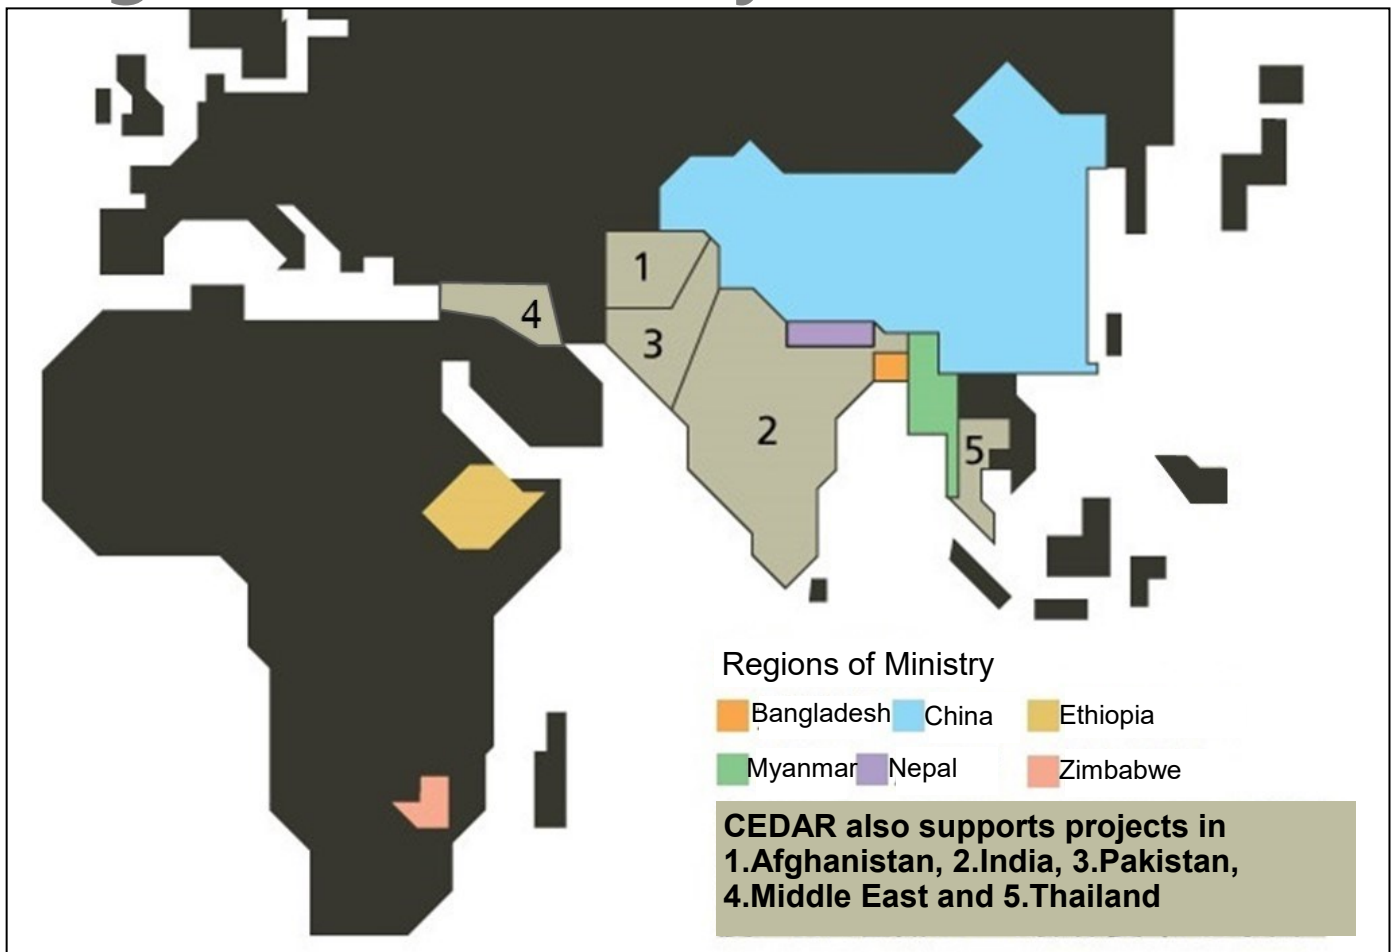 1
4
3
2
5
Regions of Ministry
Bangladesh China Ethiopia
Myanmar Nepal Zimbabwe
CEDAR also supports projects in
1.Afghanistan, 2.India, 3.Pakistan,
4.Middle East and 5.Thailand